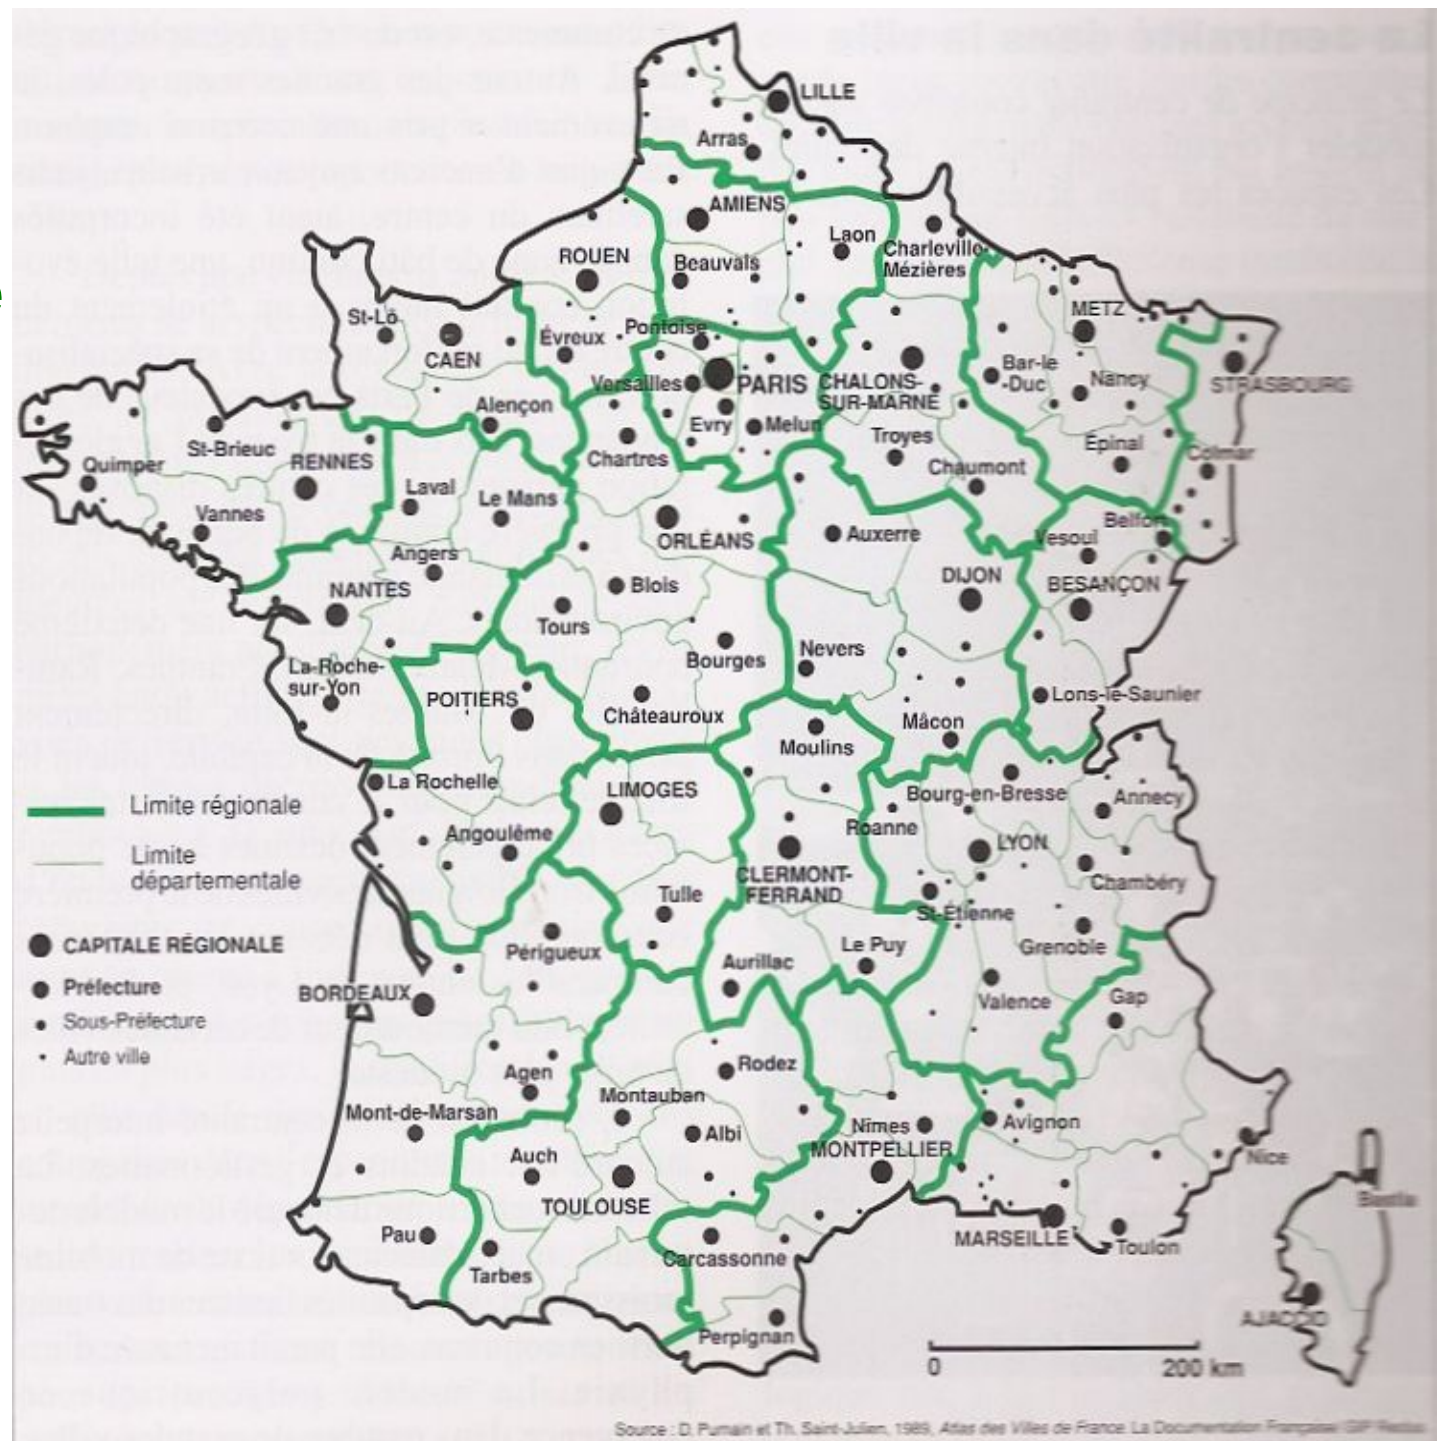 LILLE
Arras
AMIENS
Laon
Charleville-
Mézières
ROUEN
Beauvais
St-Lô
CAEN
Évreux
Pontoise
METZ
Versailles
PARIS
CHALONS-
SUR-MARNE
Bar-le
-Duc
Nancy
STRASBOURG
Alençon
Evry
Melun
Troyes
Épinal
Colmar
St-Brieuc
RENNES
Quimper
Chartres
Chaumont
Laval
Le Mans
Vannes
ORLÉANS
Auxerre
Belfort
Vesoul
Angers
NANTES
Blois
DIJON
BESANÇON
Tours
Bourges
Nevers
La-Roche-
sur-Yon
POITIERS
Châteauroux
Mâcon
Lons-le-Saunier
Moulins
La Rochelle
LIMOGES
Bourg-en-Bresse
Annecy
Limite régionale
Angoulême
Roanne
LYON
Limite
départementale
CLERMONT-
FERRAND
Tulle
Chambéry
St-Étienne
CAPITALE RÉGIONALE
Périgueux
Le Puy
Grenoble
Aurillac
Préfecture
BORDEAUX
Valence
Gap
Sous-Préfecture
Autre ville
Agen
Rodez
Montauban
Mont-de-Marsan
Albi
Nîmes
Avignon
Auch
MONTPELLIER
Nice
TOULOUSE
Bastia
Pau
Carcassonne
MARSEILLE
Toulon
Tarbes
AJACCIO
Perpignan
0 200 km
Source : D. Pumain et Th. Saint-Julien, 1989, Atlas des Villes de France. La Documentation Française/GIP Reclus